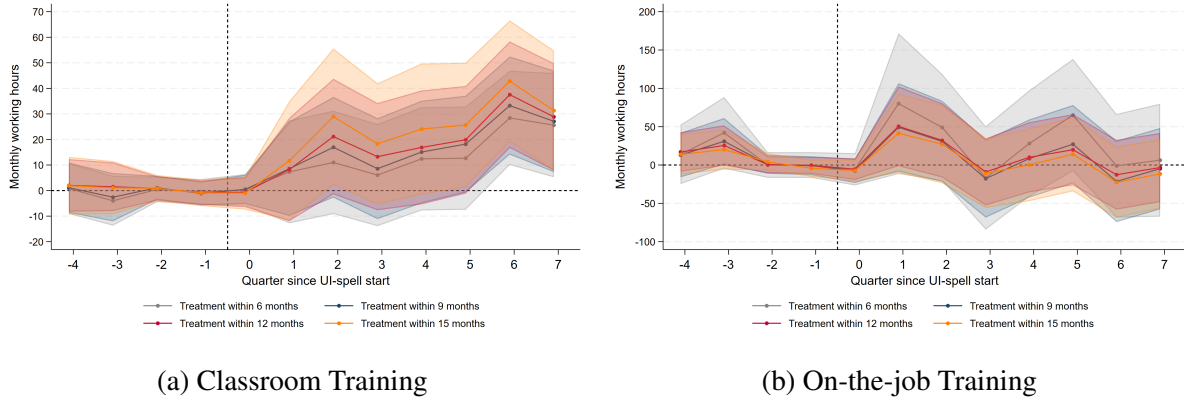 Monthly working hours
70
60
50
40
30
20
10
0
-10
-20
-4 -3 -2 -1 0 1 2 3 4 5 6 7
Quarter since UI-spell start
Treatment within 6 months Treatment within 9 months
Treatment within 12 months Treatment within 15 months
(a) Classroom Training
Monthly working hours
200
150
100
50
0
-50
-100
-4 -3 -2 -1 0 1 2 3 4 5 6 7
Quarter since UI-spell start
Treatment within 6 months Treatment within 9 months
Treatment within 12 months Treatment within 15 months
(b) On-the-job Training